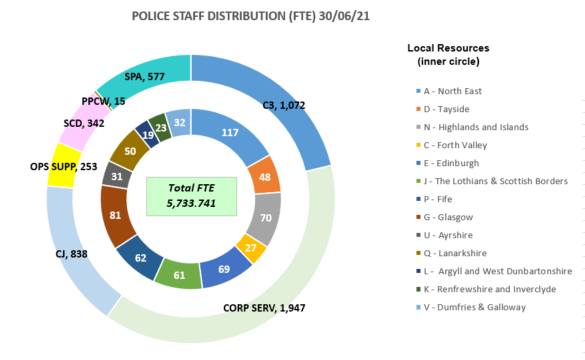 POLICE STAFF DISTRIBUTION (FTE) 30/06/21
Local Resources
(inner circle)
SPA, 577
C3, 1,072
PPCW, 15
SCD, 342
OPS SUPP, 253
CJ, 838
CORP SERV, 1,947
117
48
70
27
69
61
62
81
31
50
19
23
32
Total FTE
5,733.741
A - North East
D - Tayside
N - Highlands and Islands
C - Forth Valley
E - Edinburgh
J - The Lothians & Scottish Borders
P - Fife
G - Glasgow
U - Ayrshire
Q - Lanarkshire
L - Argyll and West Dunbartonshire
K - Renfrewshire and Inverclyde
V - Dumfries & Galloway